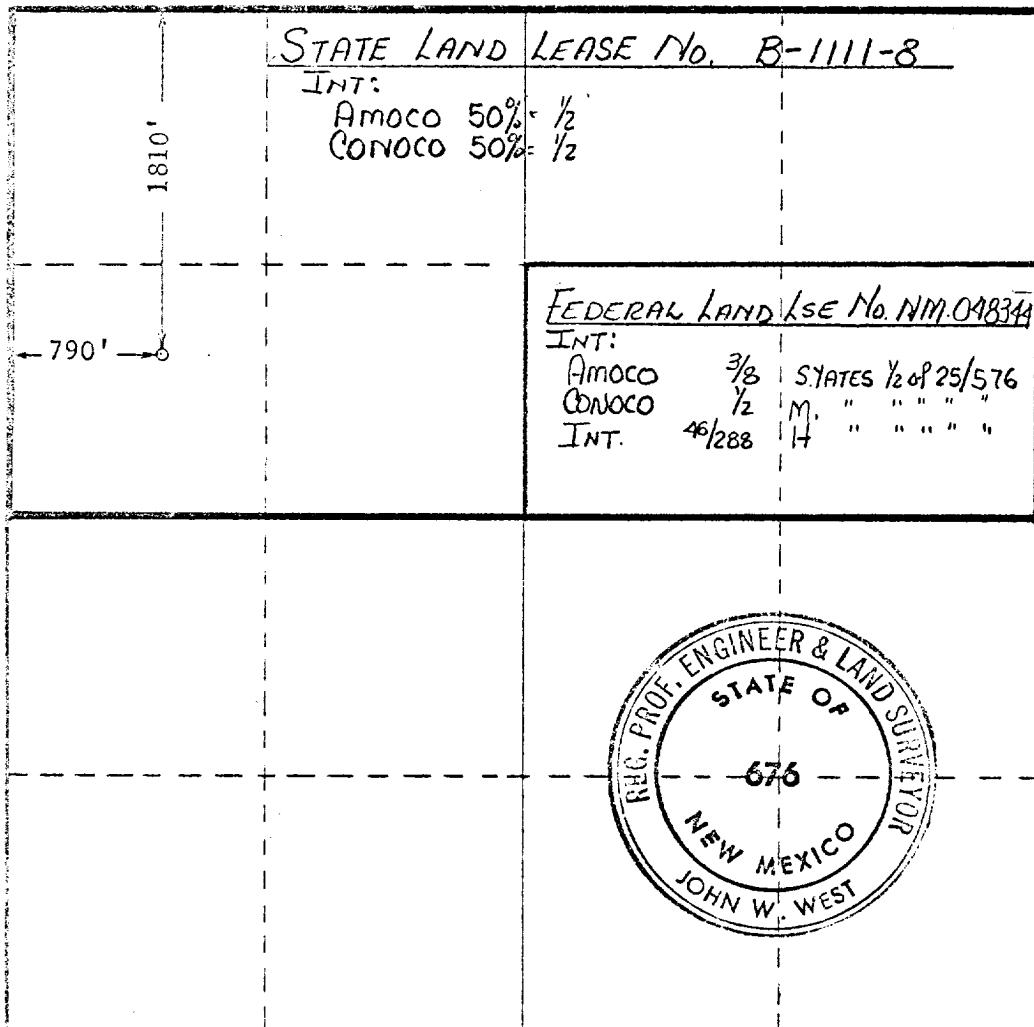 STATE LAND LEASE No. B-1111-8
INT:
AMOCO 50% = 1/2
CONOCO 50% = 1/2
1810'
790'
FEDERAL LAND LSE No. NM.048344
INT:
AMOCO 3/8 S.YATES 1/2 of 25/576
CONOCO 1/2 M. " " " " "
INT. 46/288 H " " " " "
REG. PROF. ENGINEER & LAND SURVEYOR
STATE OF
676
NEW MEXICO
JOHN W. WEST